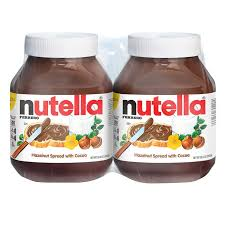 nutella
FERRERO
Hazelnut Spread with Cocoa
nutella
FERRERO
Hazelnut Spread with Cocoa